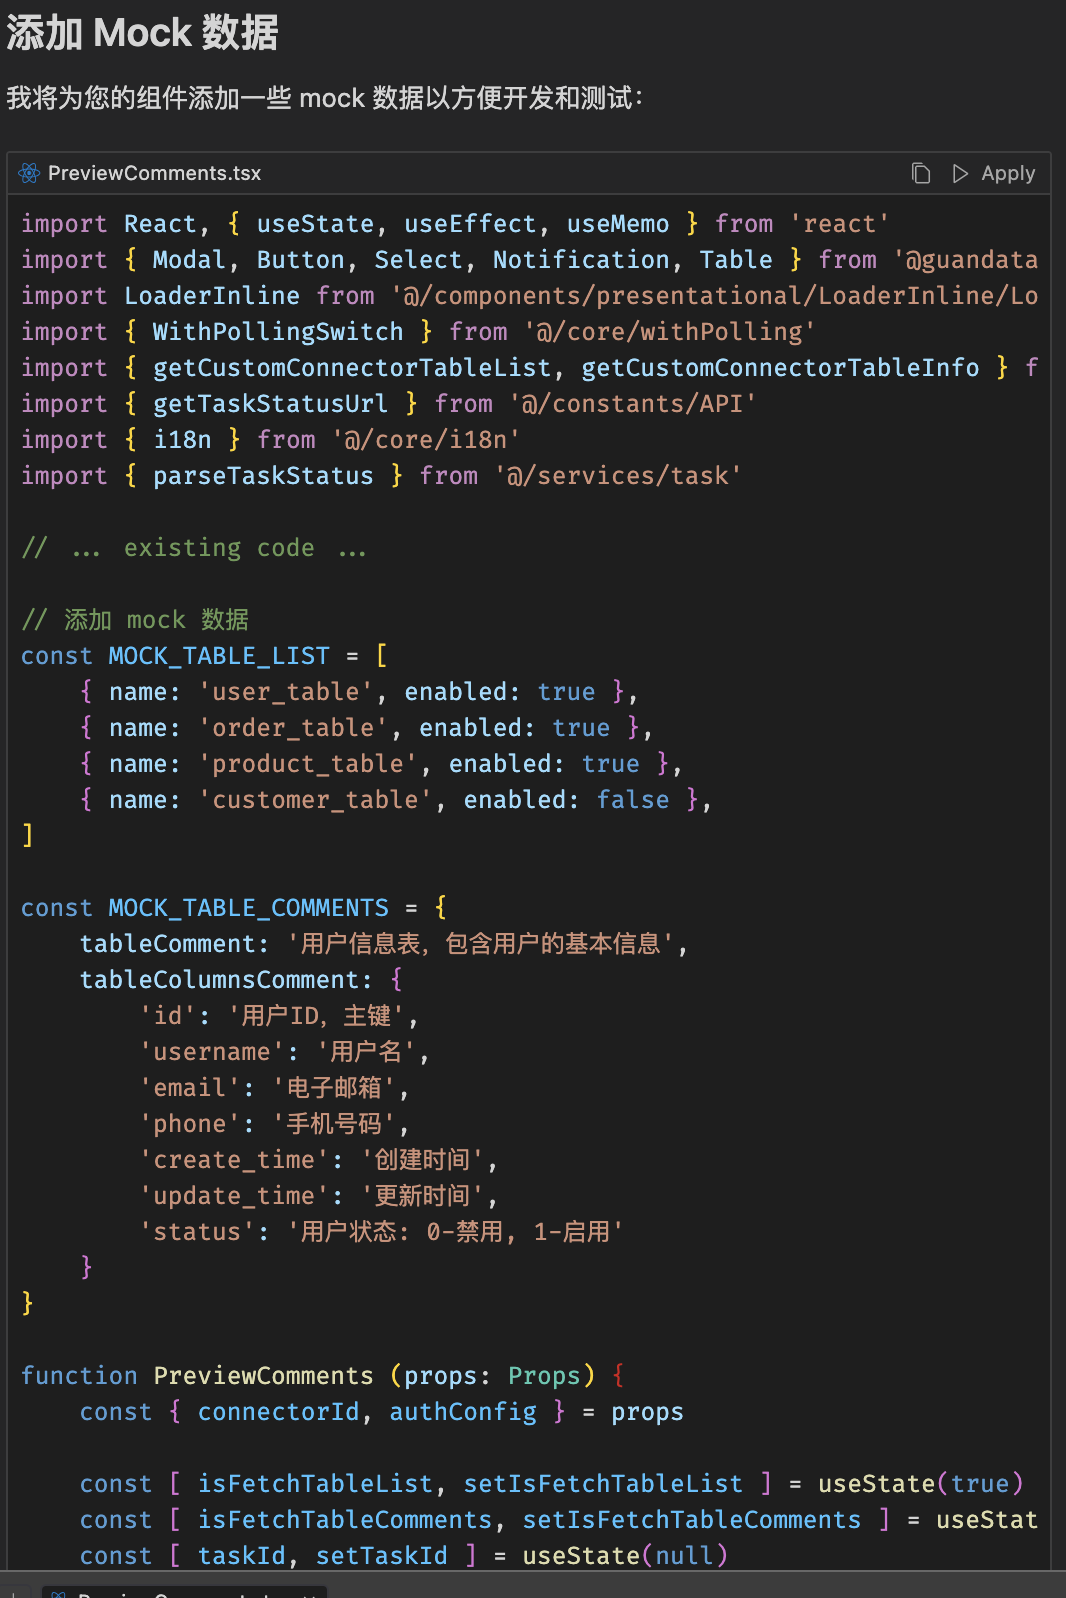 添加 Mock 数据
我将为您的组件添加一些 mock 数据以方便开发和测试：
PreviewComments.tsx Apply
import React, { useState, useEffect, useMemo } from 'react'
import { Modal, Button, Select, Notification, Table } from '@guandata
import LoaderInline from '@/components/presentational/LoaderInline/Lo
import { WithPollingSwitch } from '@/core/withPolling'
import { getCustomConnectorTableList, getCustomConnectorTableInfo } f
import { getTaskStatusUrl } from '@/constants/API'
import { i18n } from '@/core/i18n'
import { parseTaskStatus } from '@/services/task'
// ... existing code ...
// 添加 mock 数据
const MOCK_TABLE_LIST = [
    { name: 'user_table', enabled: true },
    { name: 'order_table', enabled: true },
    { name: 'product_table', enabled: true },
    { name: 'customer_table', enabled: false },
]
const MOCK_TABLE_COMMENTS = {
    tableComment: '用户信息表，包含用户的基本信息',
    tableColumnsComment: {
        'id': '用户ID，主键',
        'username': '用户名',
        'email': '电子邮箱',
        'phone': '手机号码',
        'create_time': '创建时间',
        'update_time': '更新时间',
        'status': '用户状态: 0-禁用, 1-启用'
    }
}
function PreviewComments (props: Props) {
    const { connectorId, authConfig } = props
    const [ isFetchTableList, setIsFetchTableList ] = useState(true)
    const [ isFetchTableComments, setIsFetchTableComments ] = useStat
    const [ taskId, setTaskId ] = useState(null)